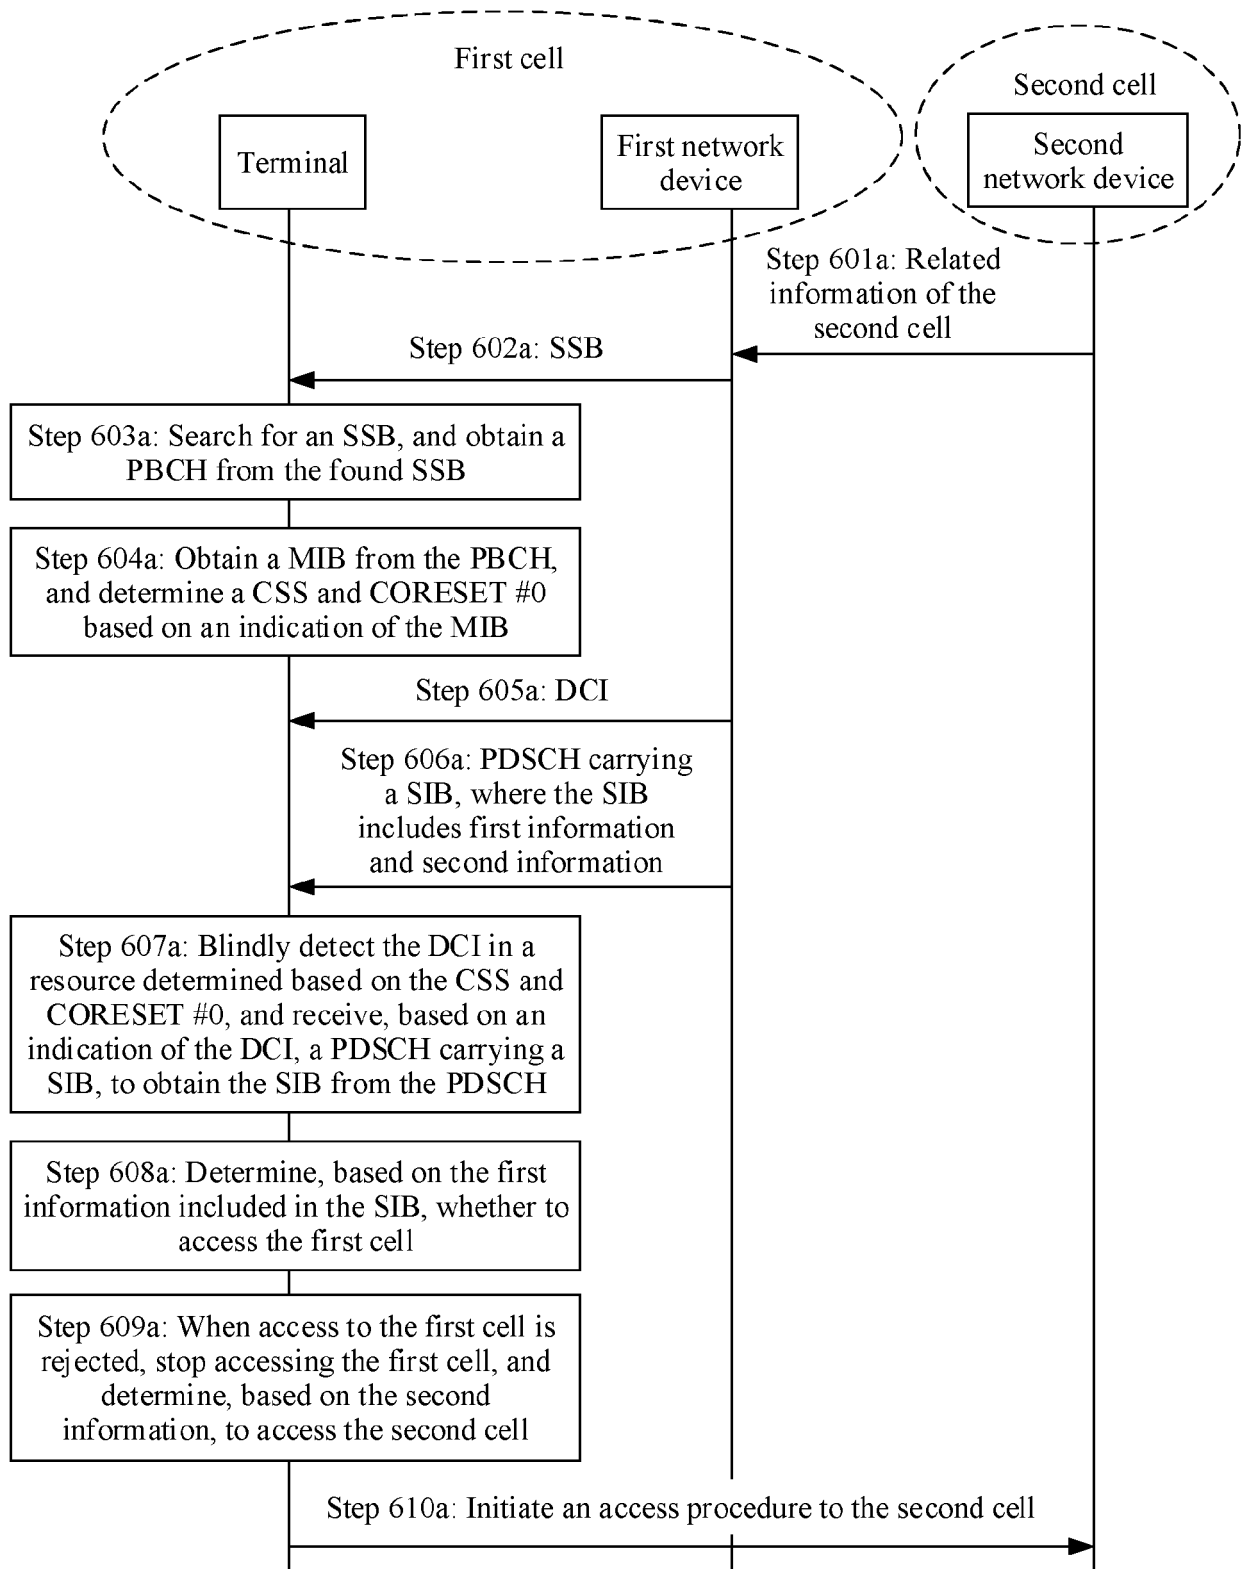 First cell
Second cell
Terminal
First network
device
Second
network device
Step 601a: Related
information of the
second cell
Step 602a: SSB
Step 603a: Search for an SSB, and obtain a
PBCH from the found SSB
Step 604a: Obtain a MIB from the PBCH,
and determine a CSS and CORESET #0
based on an indication of the MIB
Step 605a: DCI
Step 606a: PDSCH carrying
a SIB, where the SIB
includes first information
and second information
Step 607a: Blindly detect the DCI in a
resource determined based on the CSS and
CORESET #0, and receive, based on an
indication of the DCI, a PDSCH carrying a
SIB, to obtain the SIB from the PDSCH
Step 608a: Determine, based on the first
information included in the SIB, whether to
access the first cell
Step 609a: When access to the first cell is
rejected, stop accessing the first cell, and
determine, based on the second
information, to access the second cell
Step 610a: Initiate an access procedure to the second cell